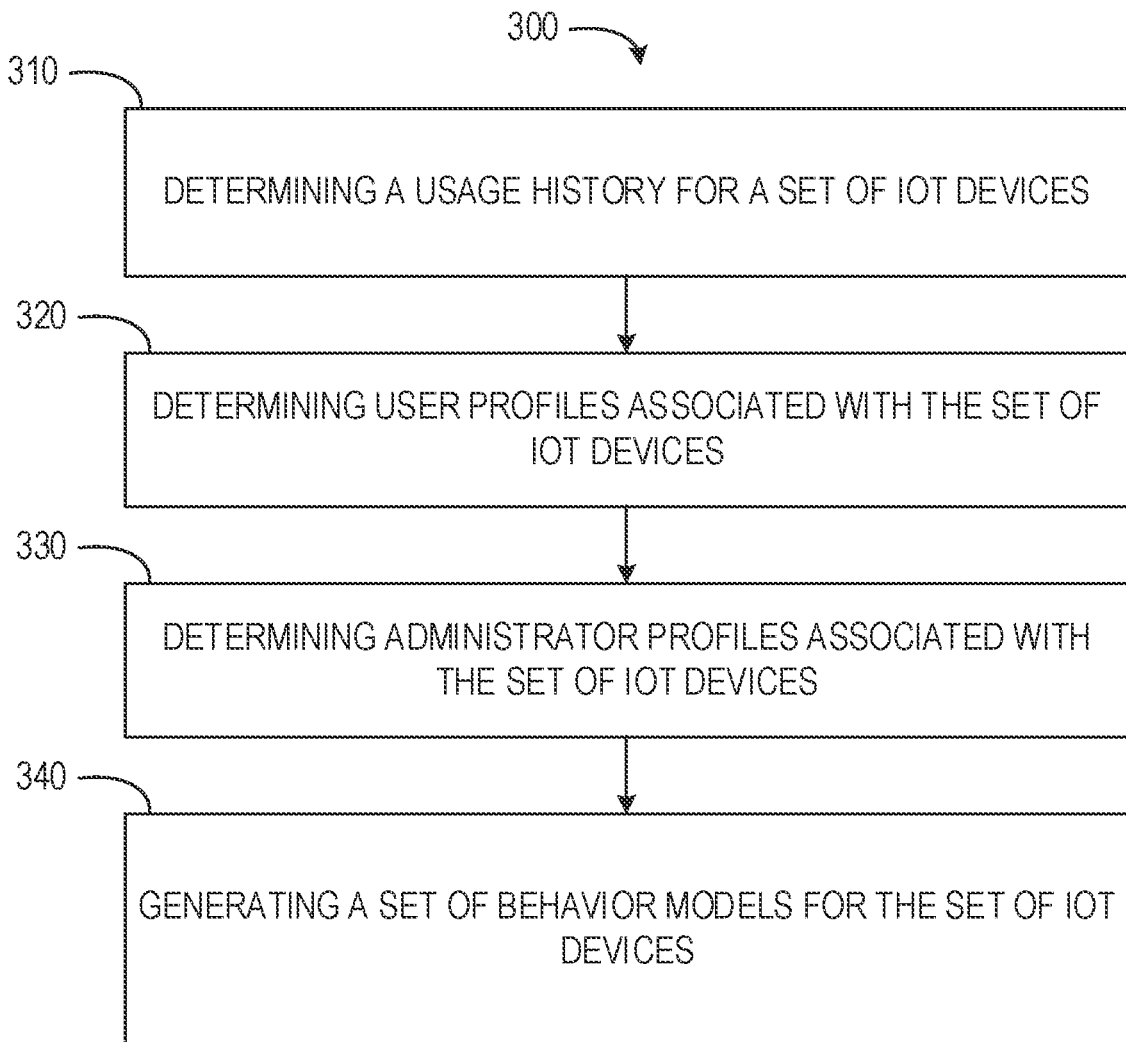 300
310
DETERMINING A USAGE HISTORY FOR A SET OF IOT DEVICES
320
DETERMINING USER PROFILES ASSOCIATED WITH THE SET OF
IOT DEVICES
330
DETERMINING ADMINISTRATOR PROFILES ASSOCIATED WITH
THE SET OF IOT DEVICES
340
GENERATING A SET OF BEHAVIOR MODELS FOR THE SET OF IOT
DEVICES